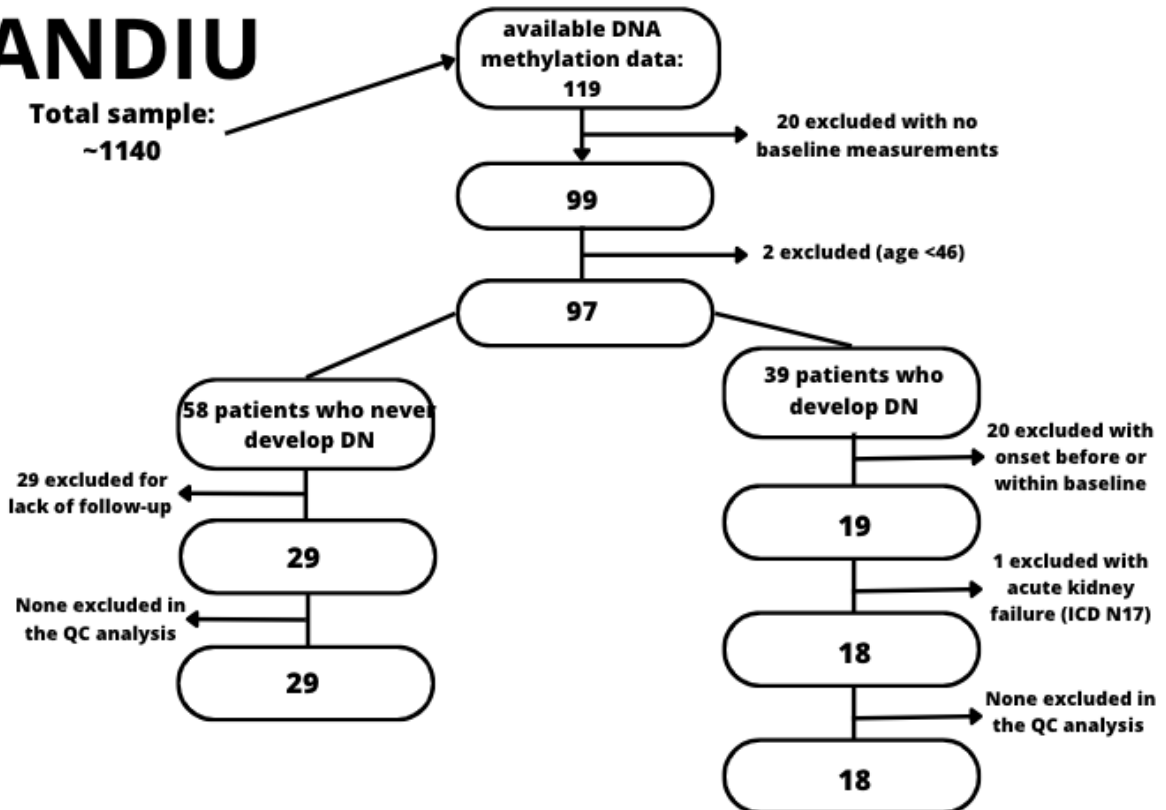 ANDIU
Total sample:
~1140
available DNA
methylation data:
119
20 excluded with no
baseline measurements
99
2 excluded (age <46)
97
58 patients who never
develop DN
29 excluded for
lack of follow-up
29
None excluded in
the QC analysis
29
39 patients who
develop DN
20 excluded with
onset before or
within baseline
19
1 excluded with
acute kidney
failure (ICD N17)
18
None excluded in
the QC analysis
18